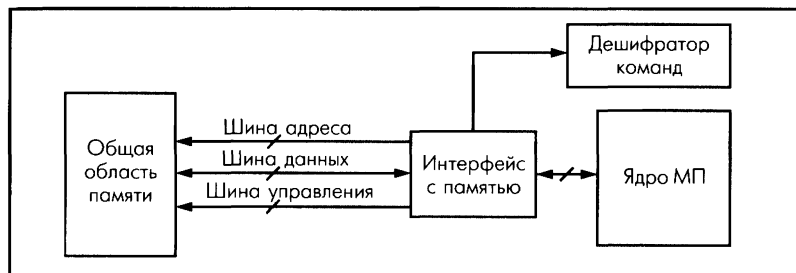 Дешифратор
команд
Общая
область
памяти
Шина адреса
Шина данных
Шина управления
Интерфейс
с памятью
Ядро МП